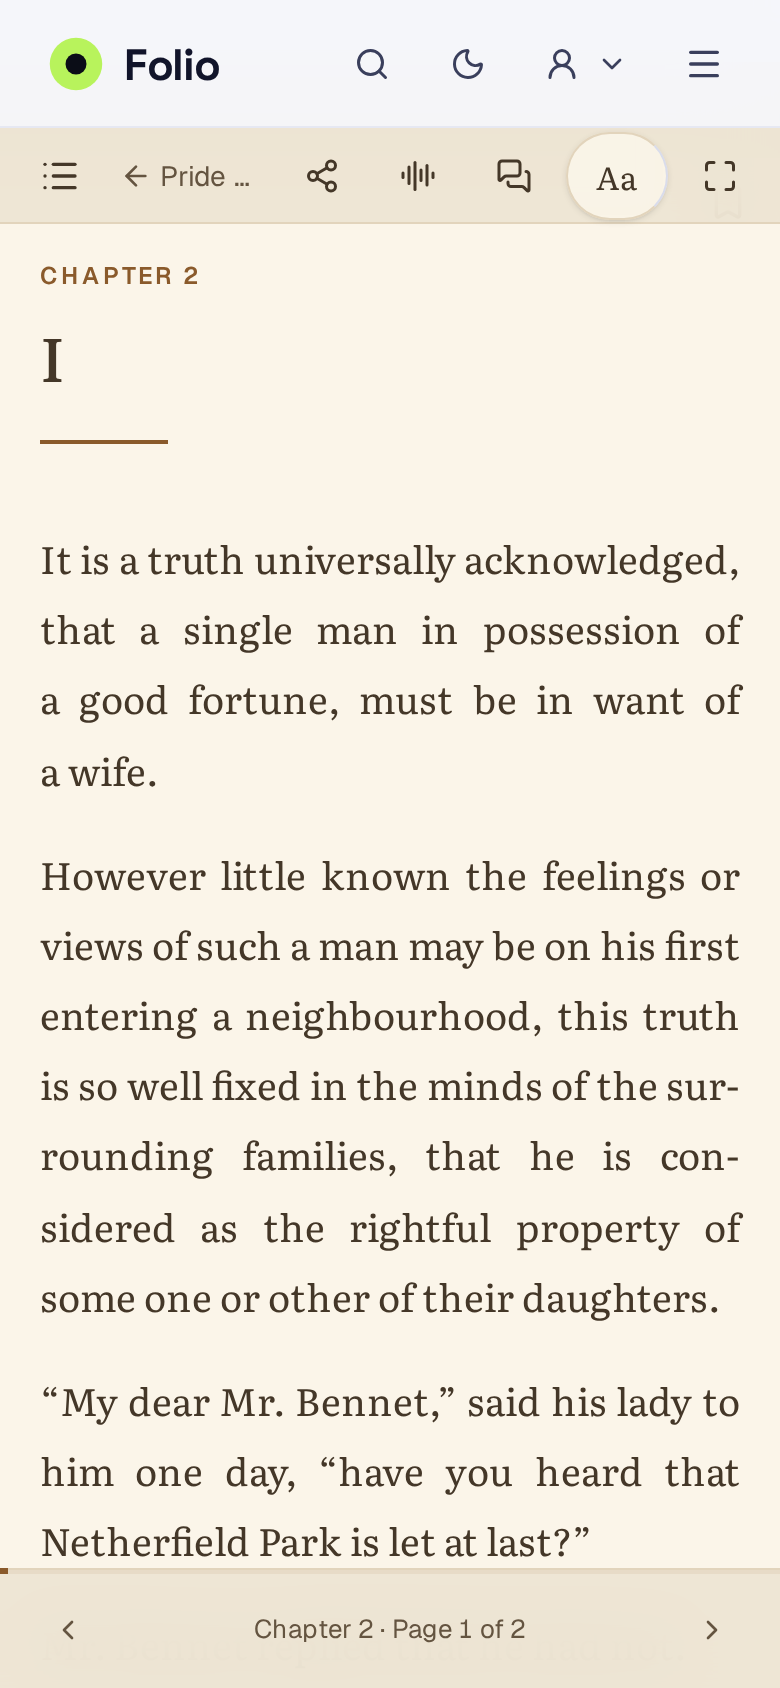 Folio
Pride ...
Aa
CHAPTER 2
I
It is a truth universally acknowledged,
that a single man in possession of
a good fortune, must be in want of
a wife.
However little known the feelings or
views of such a man may be on his first
entering a neighbourhood, this truth
is so well fixed in the minds of the sur-
rounding families, that he is con-
sidered as the rightful property of
some one or other of their daughters.
“My dear Mr. Bennet,” said his lady to
him one day, “have you heard that
Netherfield Park is let at last?”
Chapter 2 · Page 1 of 2